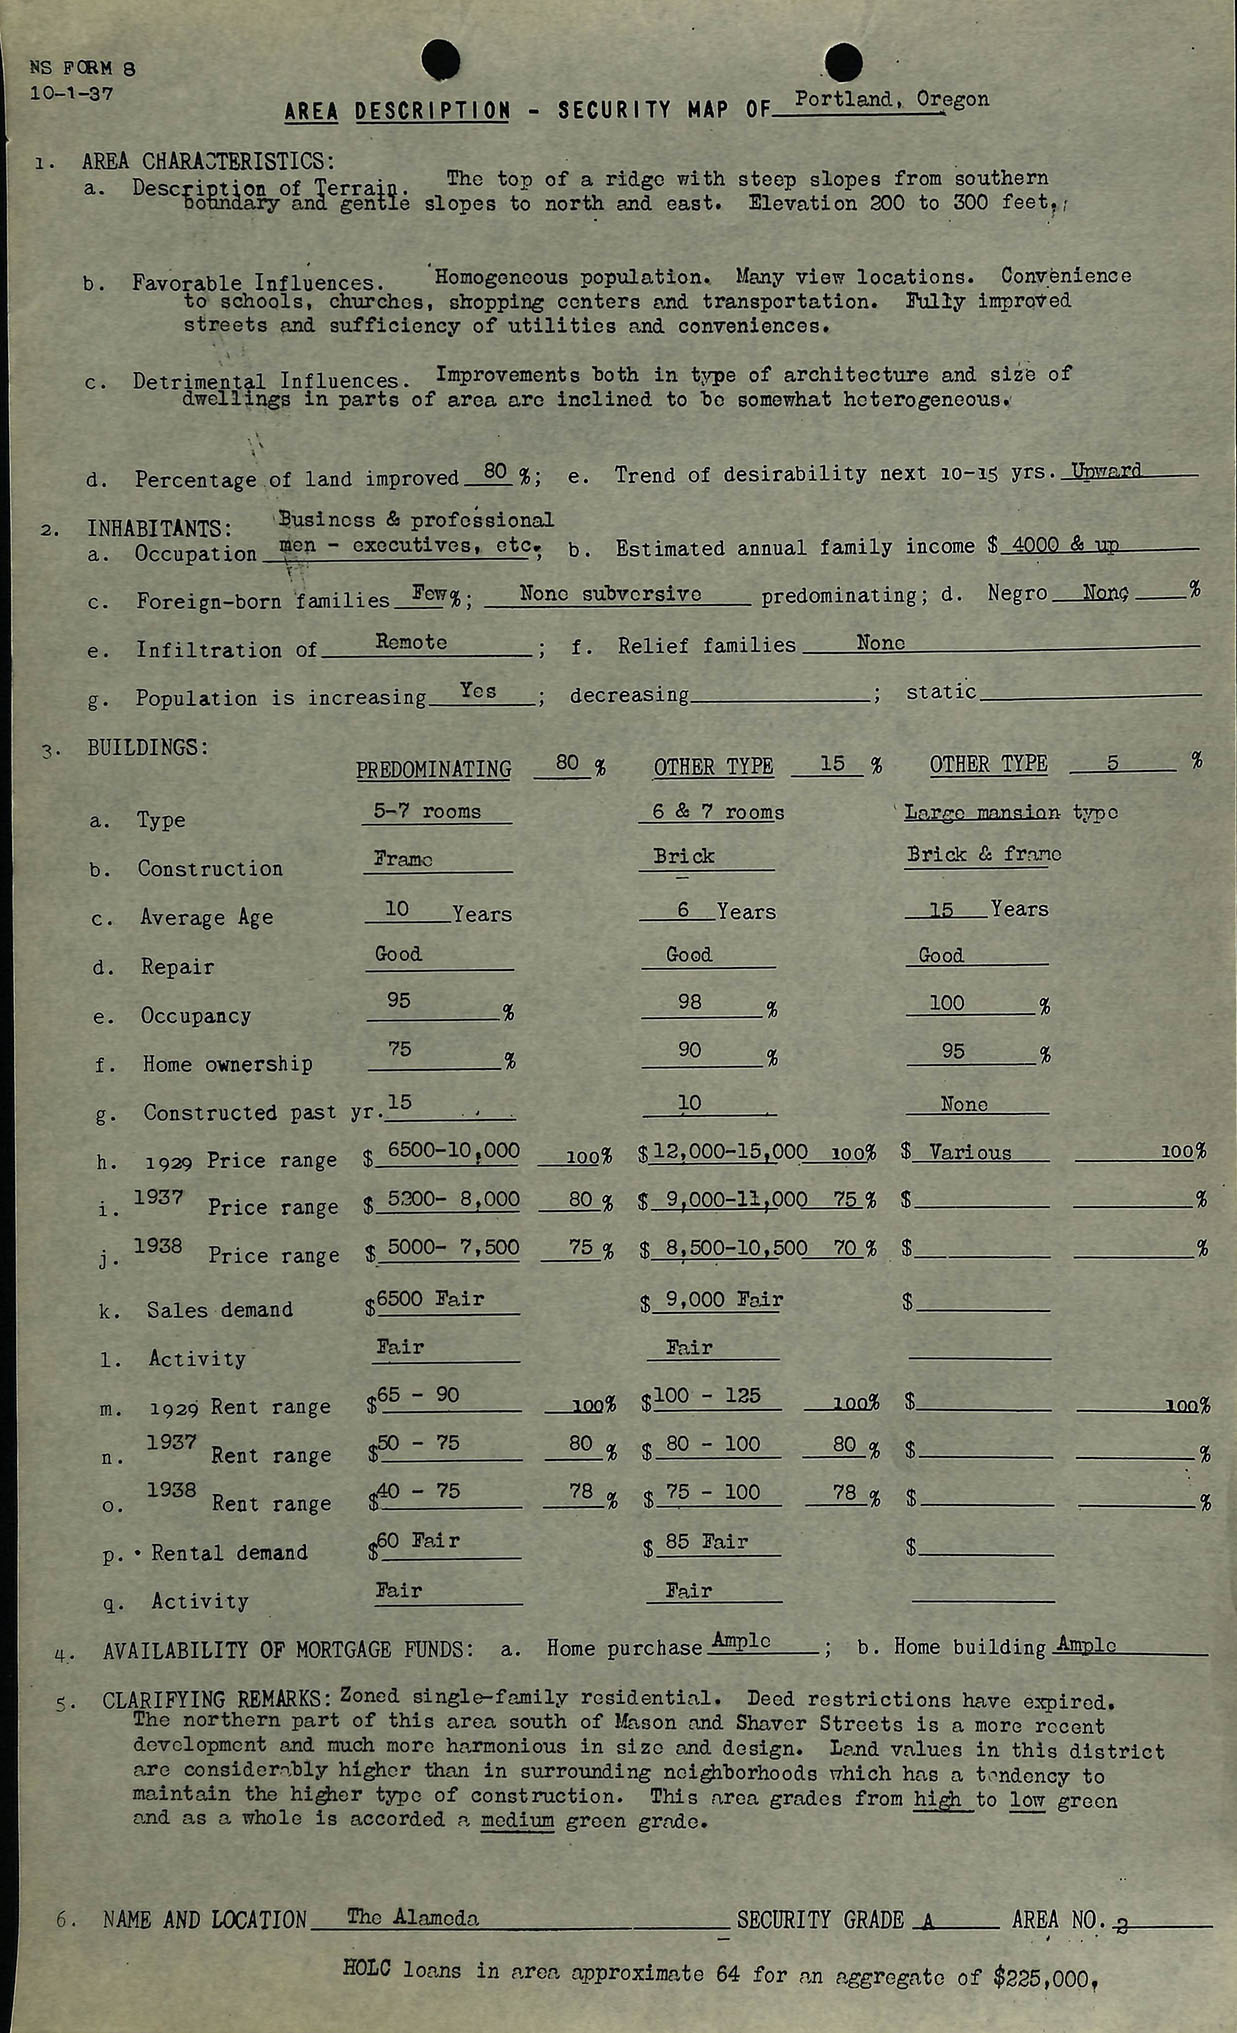 NS FORM 8
10-1-37
AREA DESCRIPTION - SECURITY MAP OF Portland, Oregon
1. AREA CHARACTERISTICS:
a. Description of Terrain. The top of a ridge with steep slopes from southern
boundary and gentle slopes to north and east. Elevation 200 to 300 feet.
b. Favorable Influences. Homogeneous population. Many view locations. Convenience
to schools, churches, shopping centers and transportation. Fully improved
streets and sufficiency of utilities and conveniences.
c. Detrimental Influences. Improvements both in type of architecture and size of
dwellings in parts of area are inclined to be somewhat heterogeneous.
d. Percentage of land improved 80 %; e. Trend of desirability next 10-15 yrs. Upward
2. INHABITANTS: Business & professional
a. Occupation men - executives, etc; b. Estimated annual family income $ 4000 & up
c. Foreign-born families Few %; None subversive predominating; d. Negro None %
e. Infiltration of Remote ; f. Relief families None
g. Population is increasing Yes ; decreasing ; static
3. BUILDINGS:
PREDOMINATING 80 % OTHER TYPE 15 % OTHER TYPE 5 %
a. Type 5-7 rooms 6 & 7 rooms Large mansion type
b. Construction Frame Brick Brick & frame
c. Average Age 10 Years 6 Years 15 Years
d. Repair Good Good Good
e. Occupancy 95 % 98 % 100 %
f. Home ownership 75 % 90 % 95 %
g. Constructed past yr. 15 10 None
h. 1929 Price range $ 6500-10,000 100% $ 12,000-15,000 100% $ Various 100%
i. 1937 Price range $ 5200- 8,000 80 % $ 9,000-11,000 75 % $ %
j. 1938 Price range $ 5000- 7,500 75 % $ 8,500-10,500 70 % $ %
k. Sales demand $ 6500 Fair $ 9,000 Fair $
l. Activity Fair Fair
m. 1929 Rent range $ 65 - 90 100% $ 100 - 125 100% $ 100%
n. 1937 Rent range $ 50 - 75 80 % $ 80 - 100 80 % $ %
o. 1938 Rent range $ 40 - 75 78 % $ 75 - 100 78 % $ %
p. Rental demand $ 60 Fair $ 85 Fair $
q. Activity Fair Fair
4. AVAILABILITY OF MORTGAGE FUNDS: a. Home purchase Ample ; b. Home building Ample
5. CLARIFYING REMARKS: Zoned single-family residential. Deed restrictions have expired.
The northern part of this area south of Mason and Shaver Streets is a more recent
development and much more harmonious in size and design. Land values in this district
are considerably higher than in surrounding neighborhoods which has a tendency to
maintain the higher type of construction. This area grades from high to low green
and as a whole is accorded a medium green grade.
6. NAME AND LOCATION The Alameda SECURITY GRADE A AREA NO.
HOLC loans in area approximate 64 for an aggregate of $225,000.